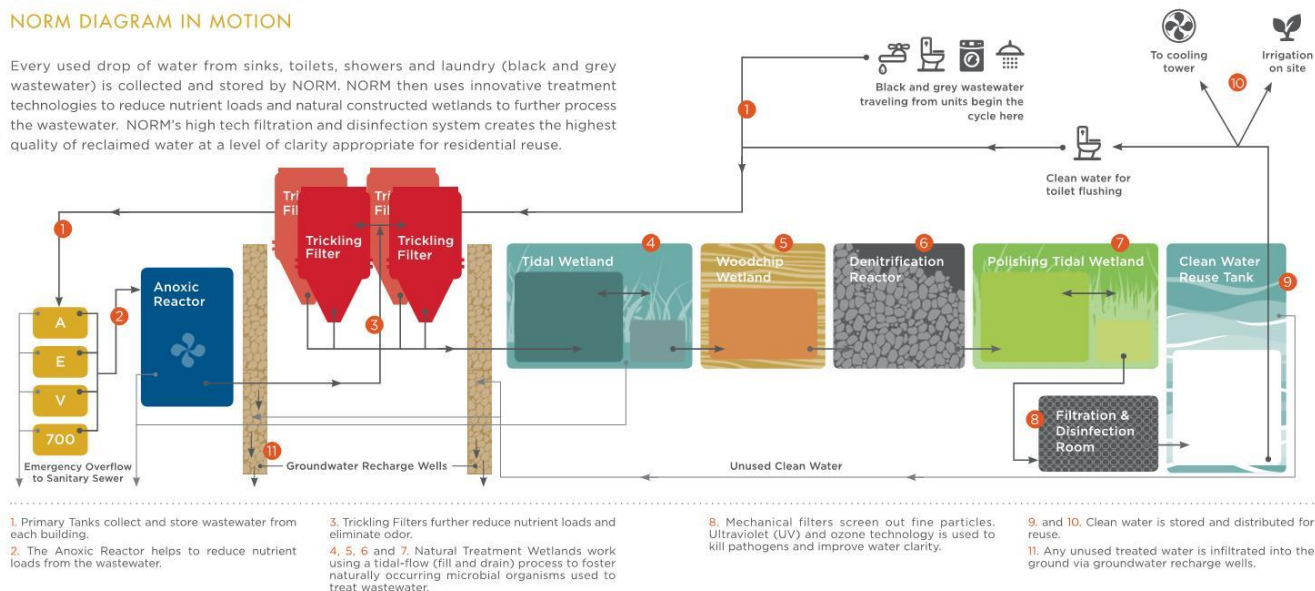 NORM DIAGRAM IN MOTION
Every used drop of water from sinks, toilets, showers and laundry (black and grey
wastewater) is collected and stored by NORM. NORM then uses innovative treatment
technologies to reduce nutrient loads and natural constructed wetlands to further process
the wastewater. NORM's high tech filtration and disinfection system creates the highest
quality of reclaimed water at a level of clarity appropriate for residential reuse.
Black and grey wastewater
traveling from units begin the
cycle here
1
To cooling
tower
Irrigation
on site
10
Clean water for
toilet flushing
1
A
E
V
700
Emergency Overflow
to Sanitary Sewer
2
Anoxic
Reactor
Tri
Fil
Tri
Fil
Trickling
Filter
Trickling
Filter
3
11
Groundwater Recharge Wells
4
Tidal Wetland
5
Woodchip
Wetland
6
Denitrification
Reactor
7
Polishing Tidal Wetland
Clean Water
Reuse Tank
9
8
Filtration &
Disinfection
Room
Unused Clean Water
1. Primary Tanks collect and store wastewater from
each building.
2. The Anoxic Reactor helps to reduce nutrient
loads from the wastewater.
3. Trickling Filters further reduce nutrient loads and
eliminate odor.
4, 5, 6 and 7. Natural Treatment Wetlands work
using a tidal-flow (fill and drain) process to foster
naturally occurring microbial organisms used to
treat wastewater.
8. Mechanical filters screen out fine particles.
Ultraviolet (UV) and ozone technology is used to
kill pathogens and improve water clarity.
9. and 10. Clean water is stored and distributed for
reuse.
11. Any unused treated water is infiltrated into the
ground via groundwater recharge wells.